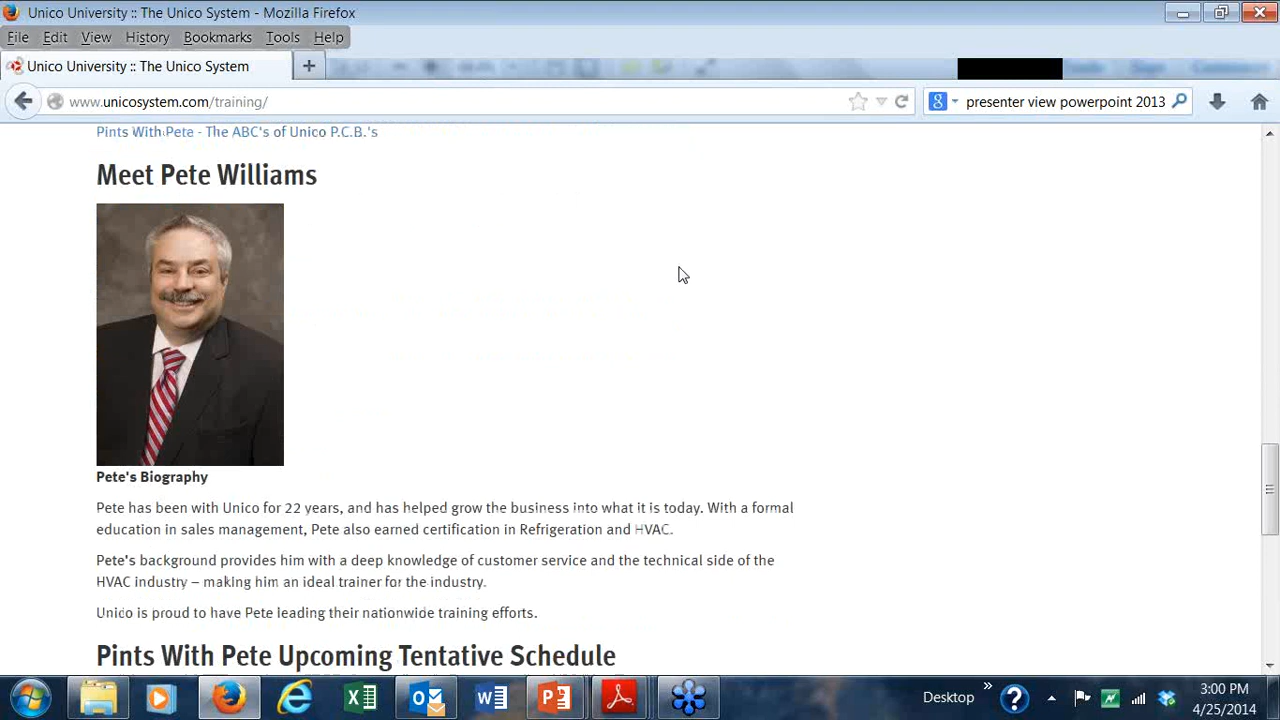 Unico University :: The Unico System - Mozilla Firefox
File Edit View History Bookmarks Tools Help
Unico University :: The Unico System
www.unicosystem.com/training/
presenter view powerpoint 2013
Pints With Pete - The ABC's of Unico P.C.B.'s
Meet Pete Williams
Pete's Biography
Pete has been with Unico for 22 years, and has helped grow the business into what it is today. With a formal
education in sales management, Pete also earned certification in Refrigeration and HVAC.
Pete's background provides him with a deep knowledge of customer service and the technical side of the
HVAC industry – making him an ideal trainer for the industry.
Unico is proud to have Pete leading their nationwide training efforts.
Pints With Pete Upcoming Tentative Schedule
Desktop
3:00 PM
4/25/2014